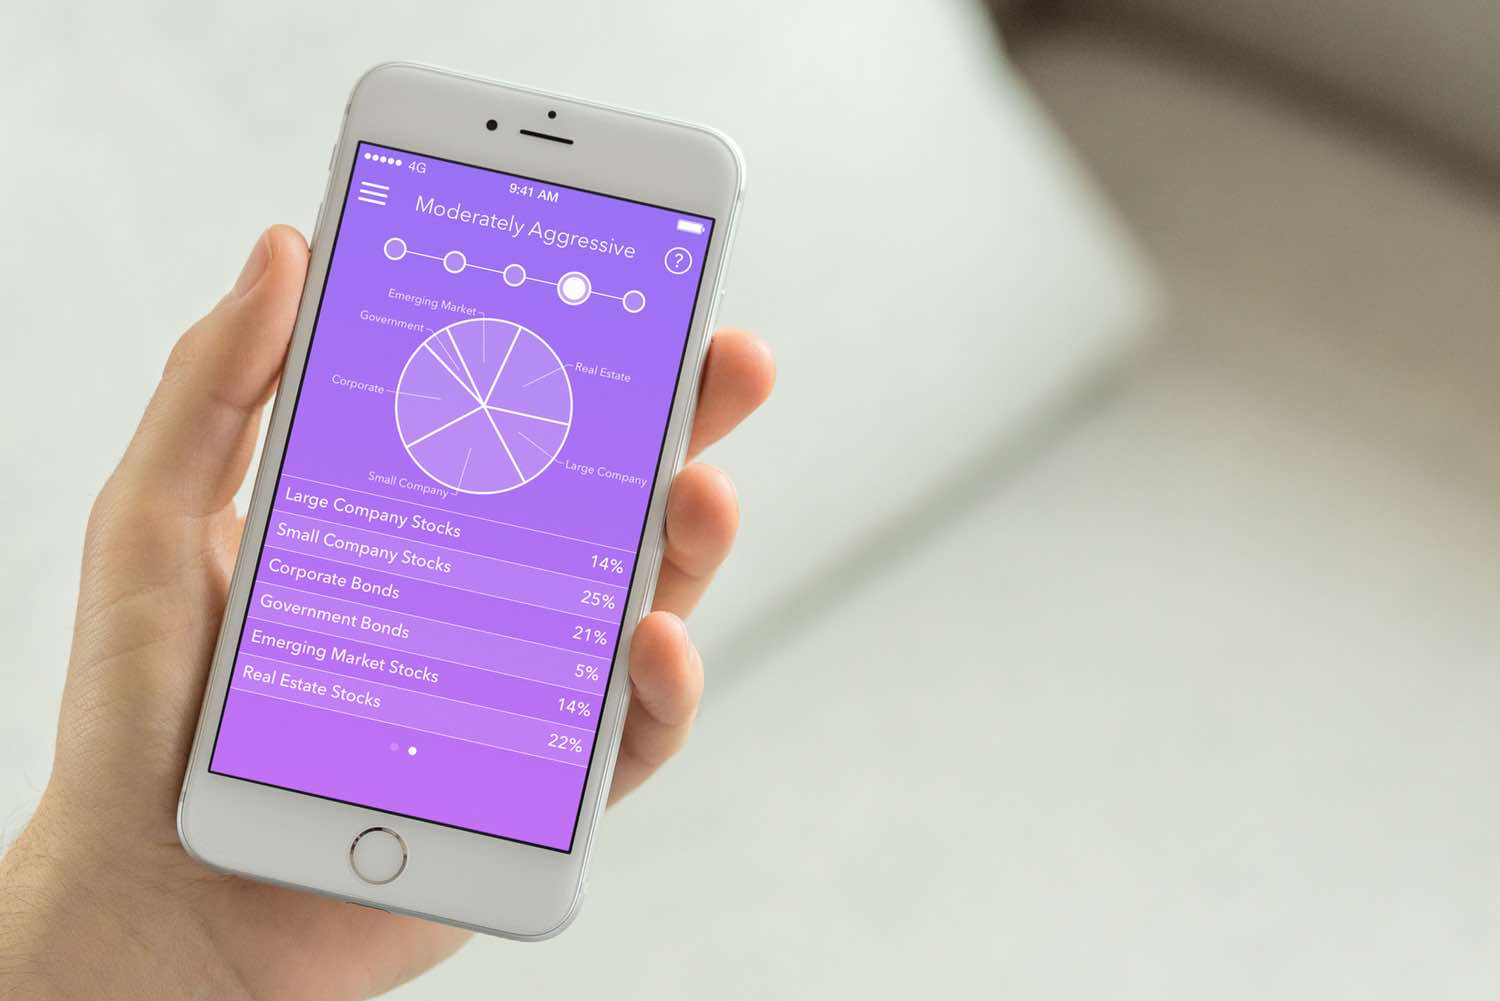 4G
9:41 AM
Moderately Aggressive
?
Emerging Market
Government
Real Estate
Corporate
Large Company
Small Company
Large Company Stocks 14%
Small Company Stocks 25%
Corporate Bonds 21%
Government Bonds 5%
Emerging Market Stocks 14%
Real Estate Stocks 22%